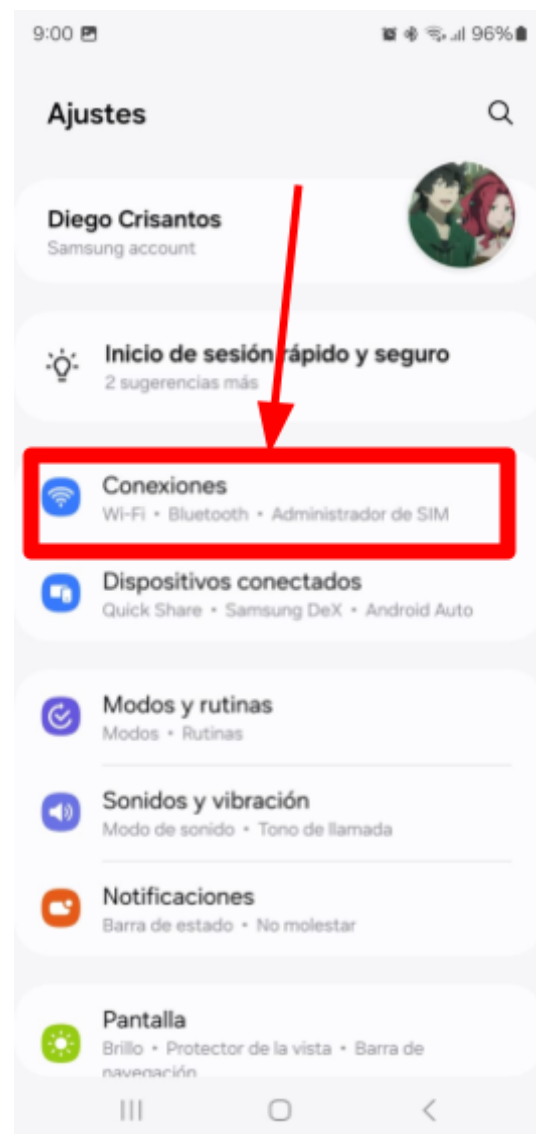 9:00
96%
Ajustes
Diego Crisantos
Samsung account
Inicio de sesión rápido y seguro
2 sugerencias más
Conexiones
Wi-Fi • Bluetooth • Administrador de SIM
Dispositivos conectados
Quick Share • Samsung DeX • Android Auto
Modos y rutinas
Modos • Rutinas
Sonidos y vibración
Modo de sonido • Tono de llamada
Notificaciones
Barra de estado • No molestar
Pantalla
Brillo • Protector de la vista • Barra de
navegación